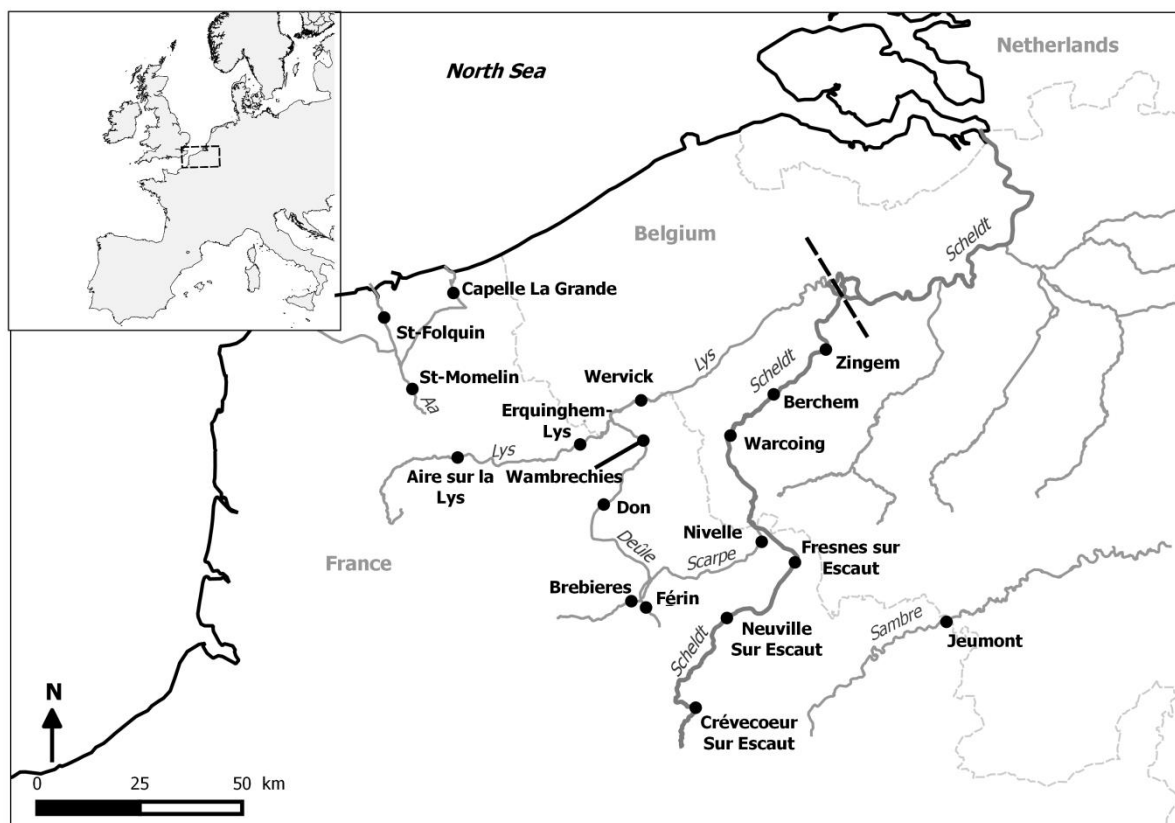 Netherlands
North Sea
Belgium
Scheldt
Capelle La Grande
St-Folquin
Lys
Zingem
St-Momelin
Wervick
Scheldt
Aa
Berchem
Erquinghem-
Lys
Warcoing
Lys
Aire sur la
Lys
Wambrechies
Don
Nivelle
Fresnes sur
Escaut
France
Deûle
Scarpe
Brebieres
Férin
Neuville
Sur Escaut
Sambre
Jeumont
Scheldt
N
Crévecoeur
Sur Escaut
0 25 50 km